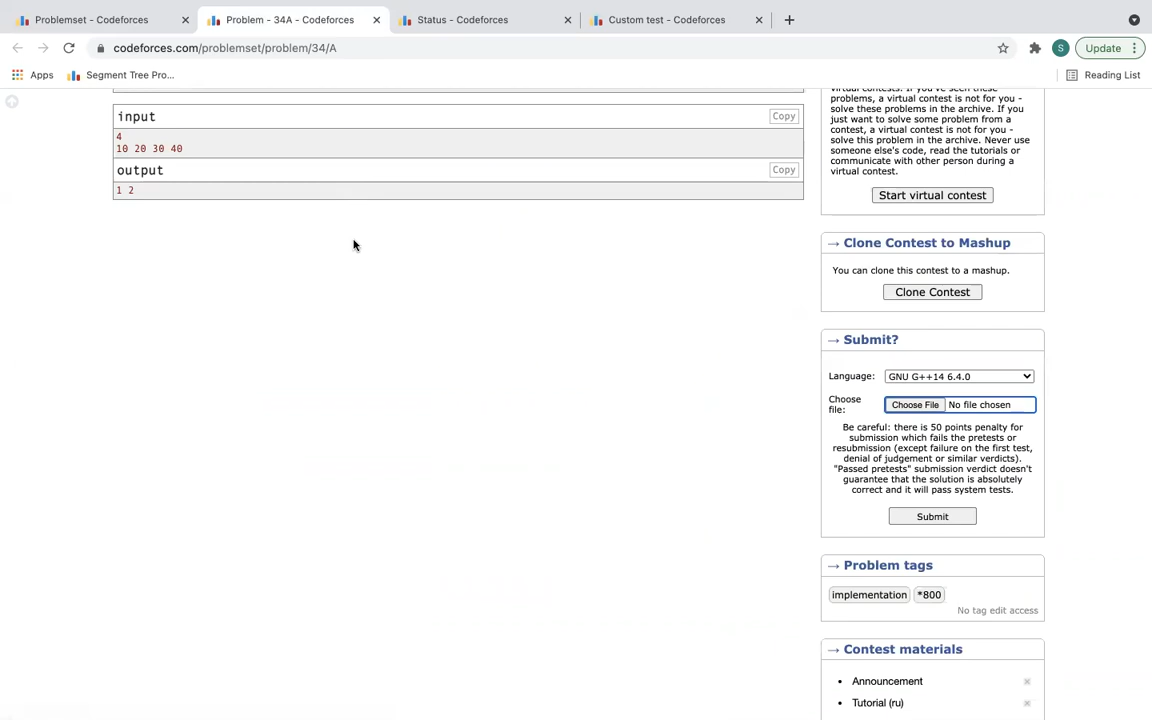 Problemset - Codeforces
Problem - 34A - Codeforces
Status - Codeforces
Custom test - Codeforces
codeforces.com/problemset/problem/34/A
S
Update
Apps
Segment Tree Pro...
Reading List
input
Copy
4
10 20 30 40
output
Copy
1 2
virtual contests. If you've seen these
problems, a virtual contest is not for you -
solve these problems in the archive. If you
just want to solve some problem from a
contest, a virtual contest is not for you -
solve this problem in the archive. Never use
someone else's code, read the tutorials or
communicate with other person during a
virtual contest.
Start virtual contest
→ Clone Contest to Mashup
You can clone this contest to a mashup.
Clone Contest
→ Submit?
Language:
GNU G++14 6.4.0
Choose
file:
Choose File No file chosen
Be careful: there is 50 points penalty for
submission which fails the pretests or
resubmission (except failure on the first test,
denial of judgement or similar verdicts).
"Passed pretests" submission verdict doesn't
guarantee that the solution is absolutely
correct and it will pass system tests.
Submit
→ Problem tags
implementation
*800
No tag edit access
→ Contest materials
• Announcement
• Tutorial (ru)